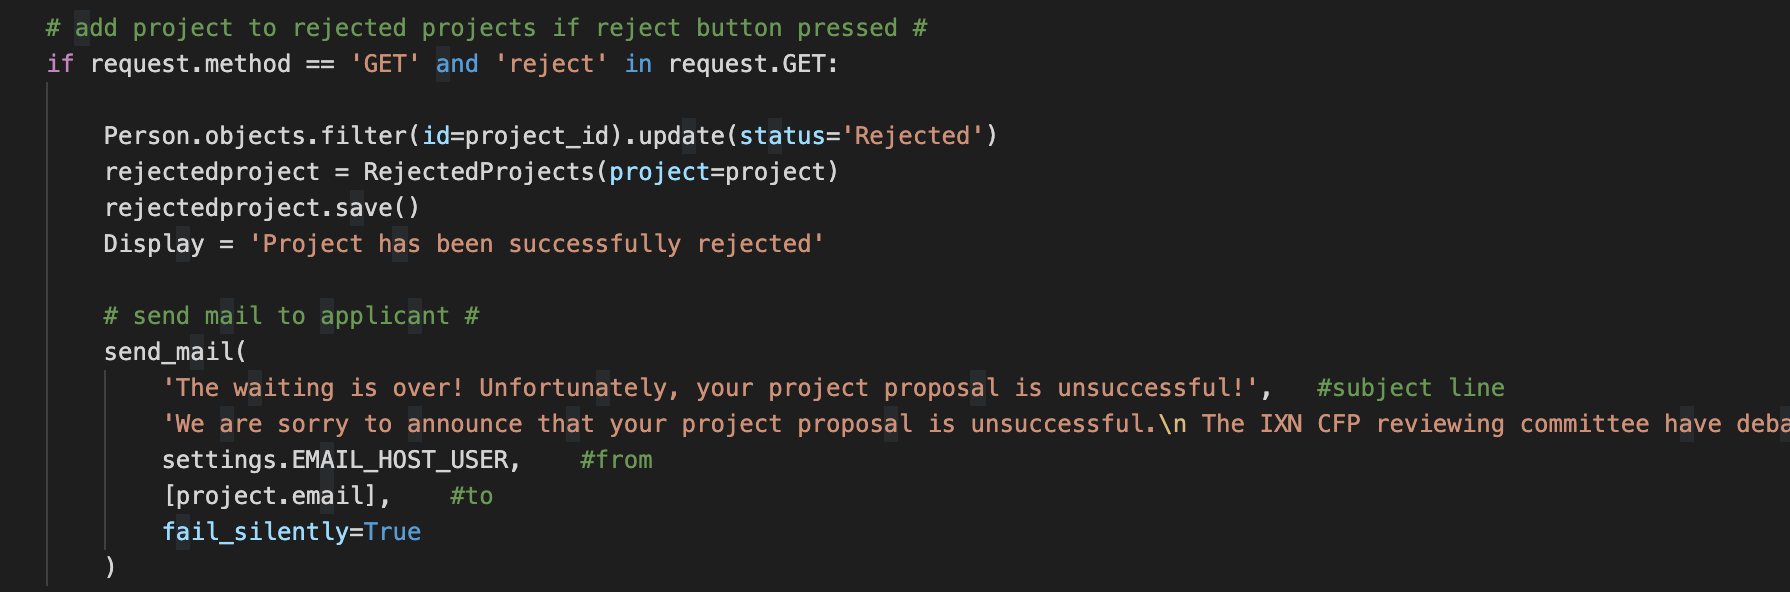 # add project to rejected projects if reject button pressed #
if request.method == 'GET' and 'reject' in request.GET:
Person.objects.filter(id=project_id).update(status='Rejected')
rejectedproject = RejectedProjects(project=project)
rejectedproject.save()
Display = 'Project has been successfully rejected'
# send mail to applicant #
send_mail(
'The waiting is over! Unfortunately, your project proposal is unsuccessful!',   #subject line
'We are sorry to announce that your project proposal is unsuccessful.\n The IXN CFP reviewing committee have deba
settings.EMAIL_HOST_USER,    #from
[project.email],    #to
fail_silently=True
)